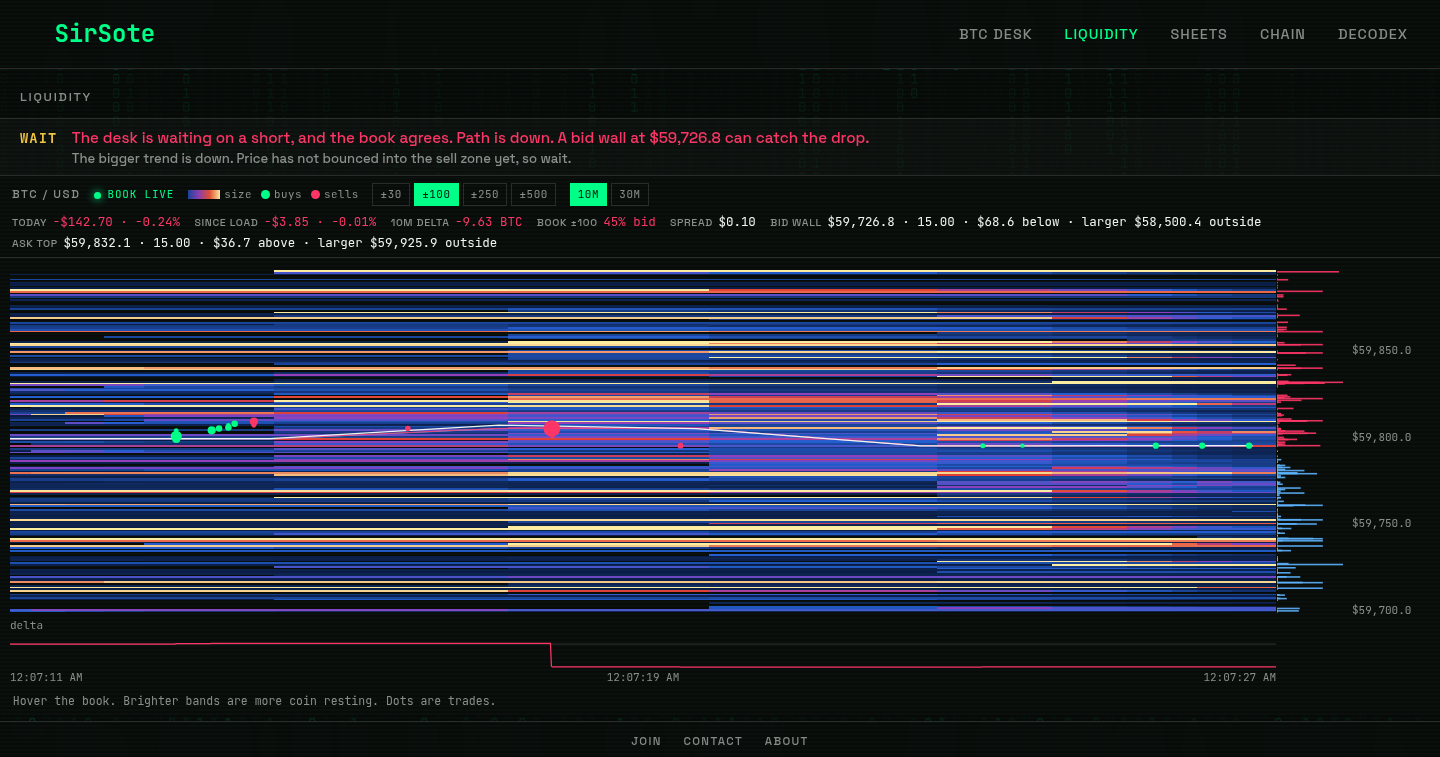 SirSote
BTC DESK LIQUIDITY SHEETS CHAIN DECODEX
LIQUIDITY
WAIT The desk is waiting on a short, and the book agrees. Path is down. A bid wall at $59,726.8 can catch the drop.
The bigger trend is down. Price has not bounced into the sell zone yet, so wait.
BTC / USD BOOK LIVE size buys sells ±30 ±100 ±250 ±500 10M 30M
TODAY -$142.70 · -0.24% SINCE LOAD -$3.85 · -0.01% 10M DELTA -9.63 BTC BOOK ±100 45% bid SPREAD $0.10 BID WALL $59,726.8 · 15.00 · $68.6 below · larger $58,500.4 outside
ASK TOP $59,832.1 · 15.00 · $36.7 above · larger $59,925.9 outside
$59,850.0
$59,800.0
$59,750.0
$59,700.0
delta
12:07:11 AM 12:07:19 AM 12:07:27 AM
Hover the book. Brighter bands are more coin resting. Dots are trades.
JOIN CONTACT ABOUT